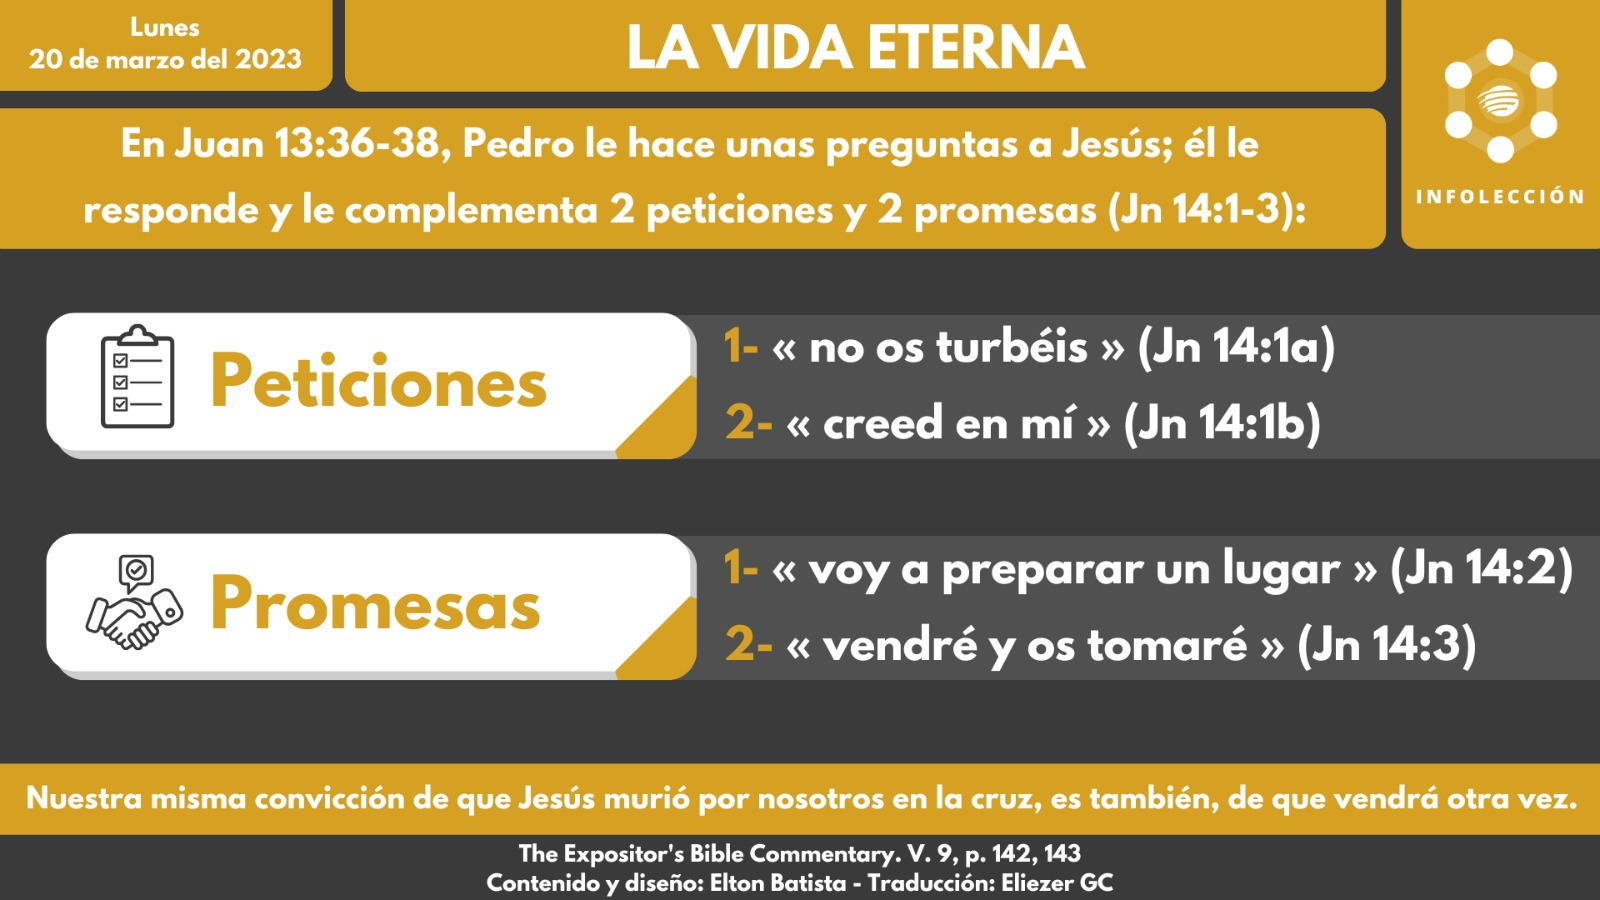 Lunes
20 de marzo del 2023
LA VIDA ETERNA
INFOLECCIÓN
En Juan 13:36-38, Pedro le hace unas preguntas a Jesús; él le
responde y le complementa 2 peticiones y 2 promesas (Jn 14:1-3):
Peticiones
1- « no os turbéis » (Jn 14:1a)
2- « creed en mí » (Jn 14:1b)
Promesas
1- « voy a preparar un lugar » (Jn 14:2)
2- « vendré y os tomaré » (Jn 14:3)
Nuestra misma convicción de que Jesús murió por nosotros en la cruz, es también, de que vendrá otra vez.
The Expositor's Bible Commentary. V. 9, p. 142, 143
Contenido y diseño: Elton Batista - Traducción: Eliezer GC